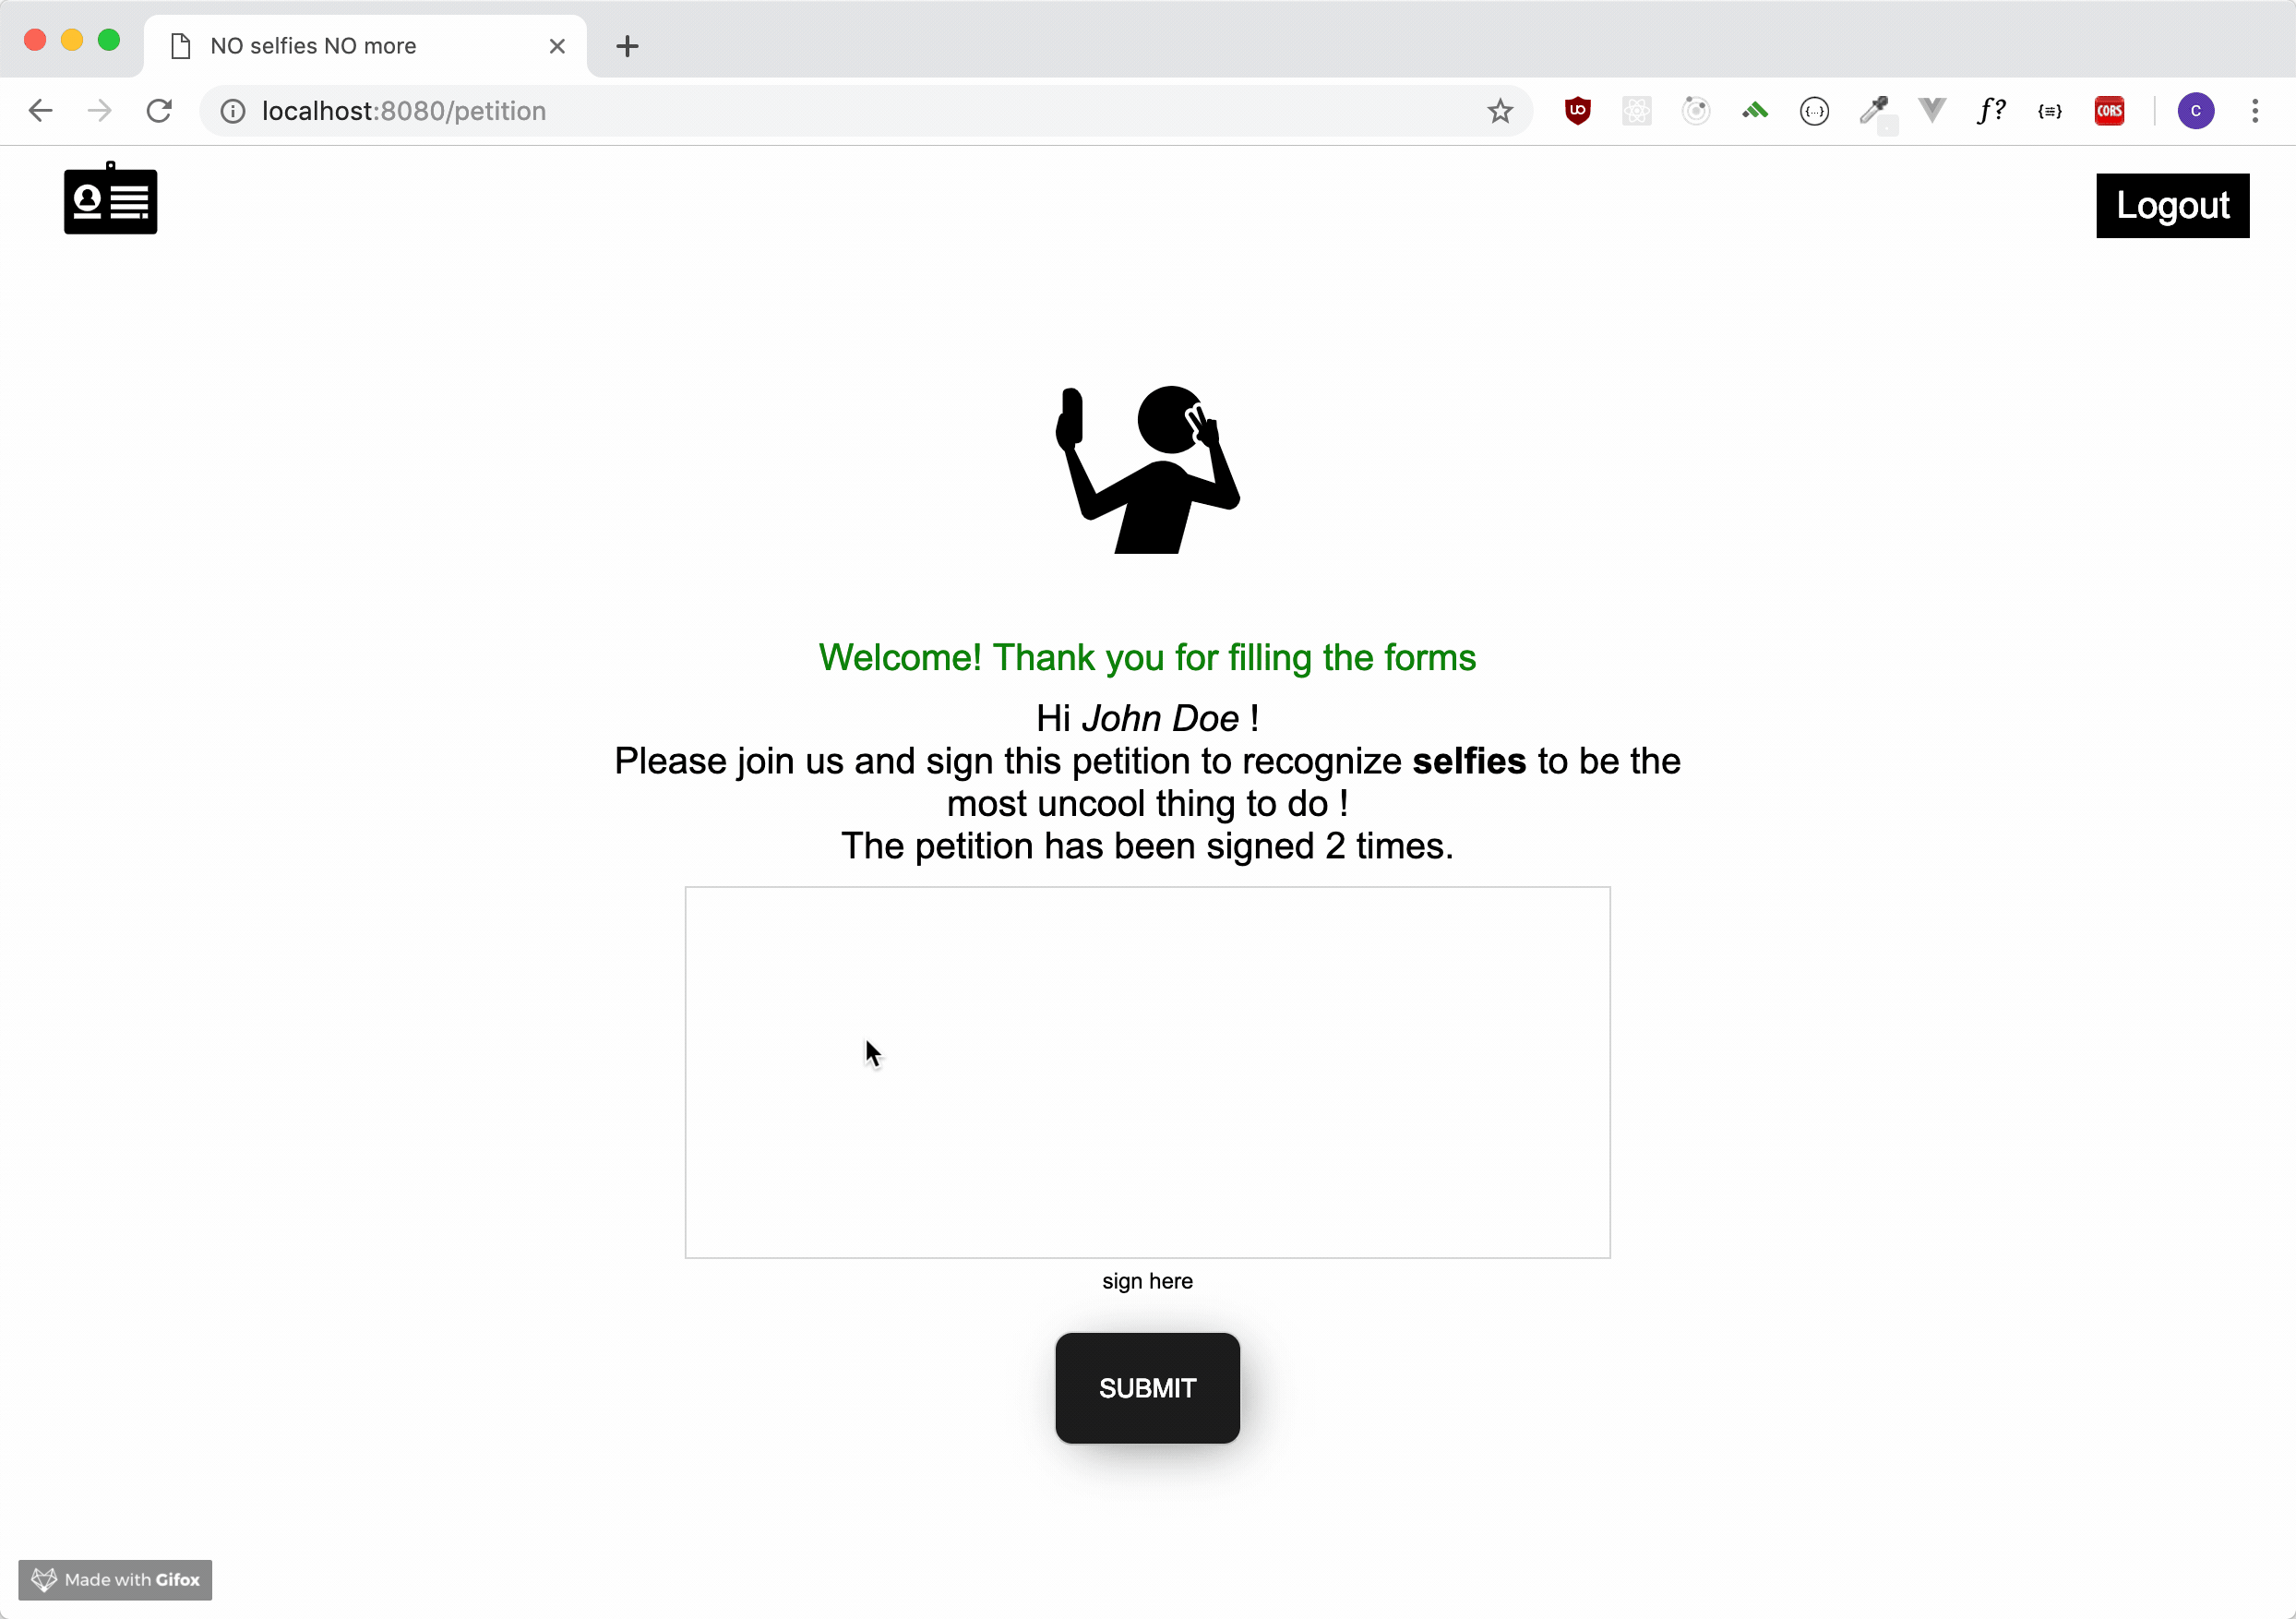 NO selfies NO more
localhost:8080/petition
UD
{...}
f?
CORS
C
Logout
Welcome! Thank you for filling the forms
Hi John Doe !
Please join us and sign this petition to recognize selfies to be the
most uncool thing to do !
The petition has been signed 2 times.
sign here
SUBMIT
Made with Gifox